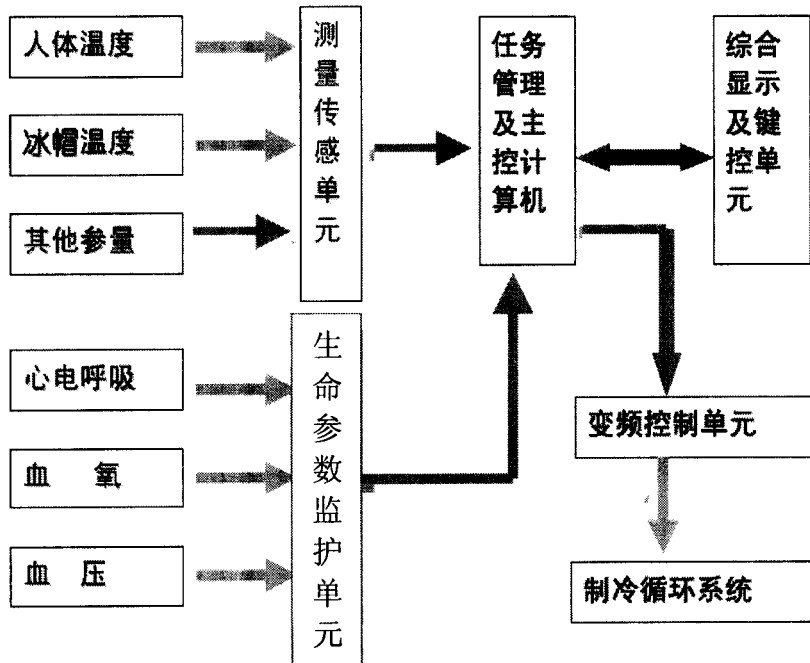 人体温度
冰帽温度
其他参量
测量传感单元
任务
管理
及主
控计
算机
综合
显示
及键
控单
元
心电呼吸
血 氧
血 压
生命参数监护单元
变频控制单元
制冷循环系统